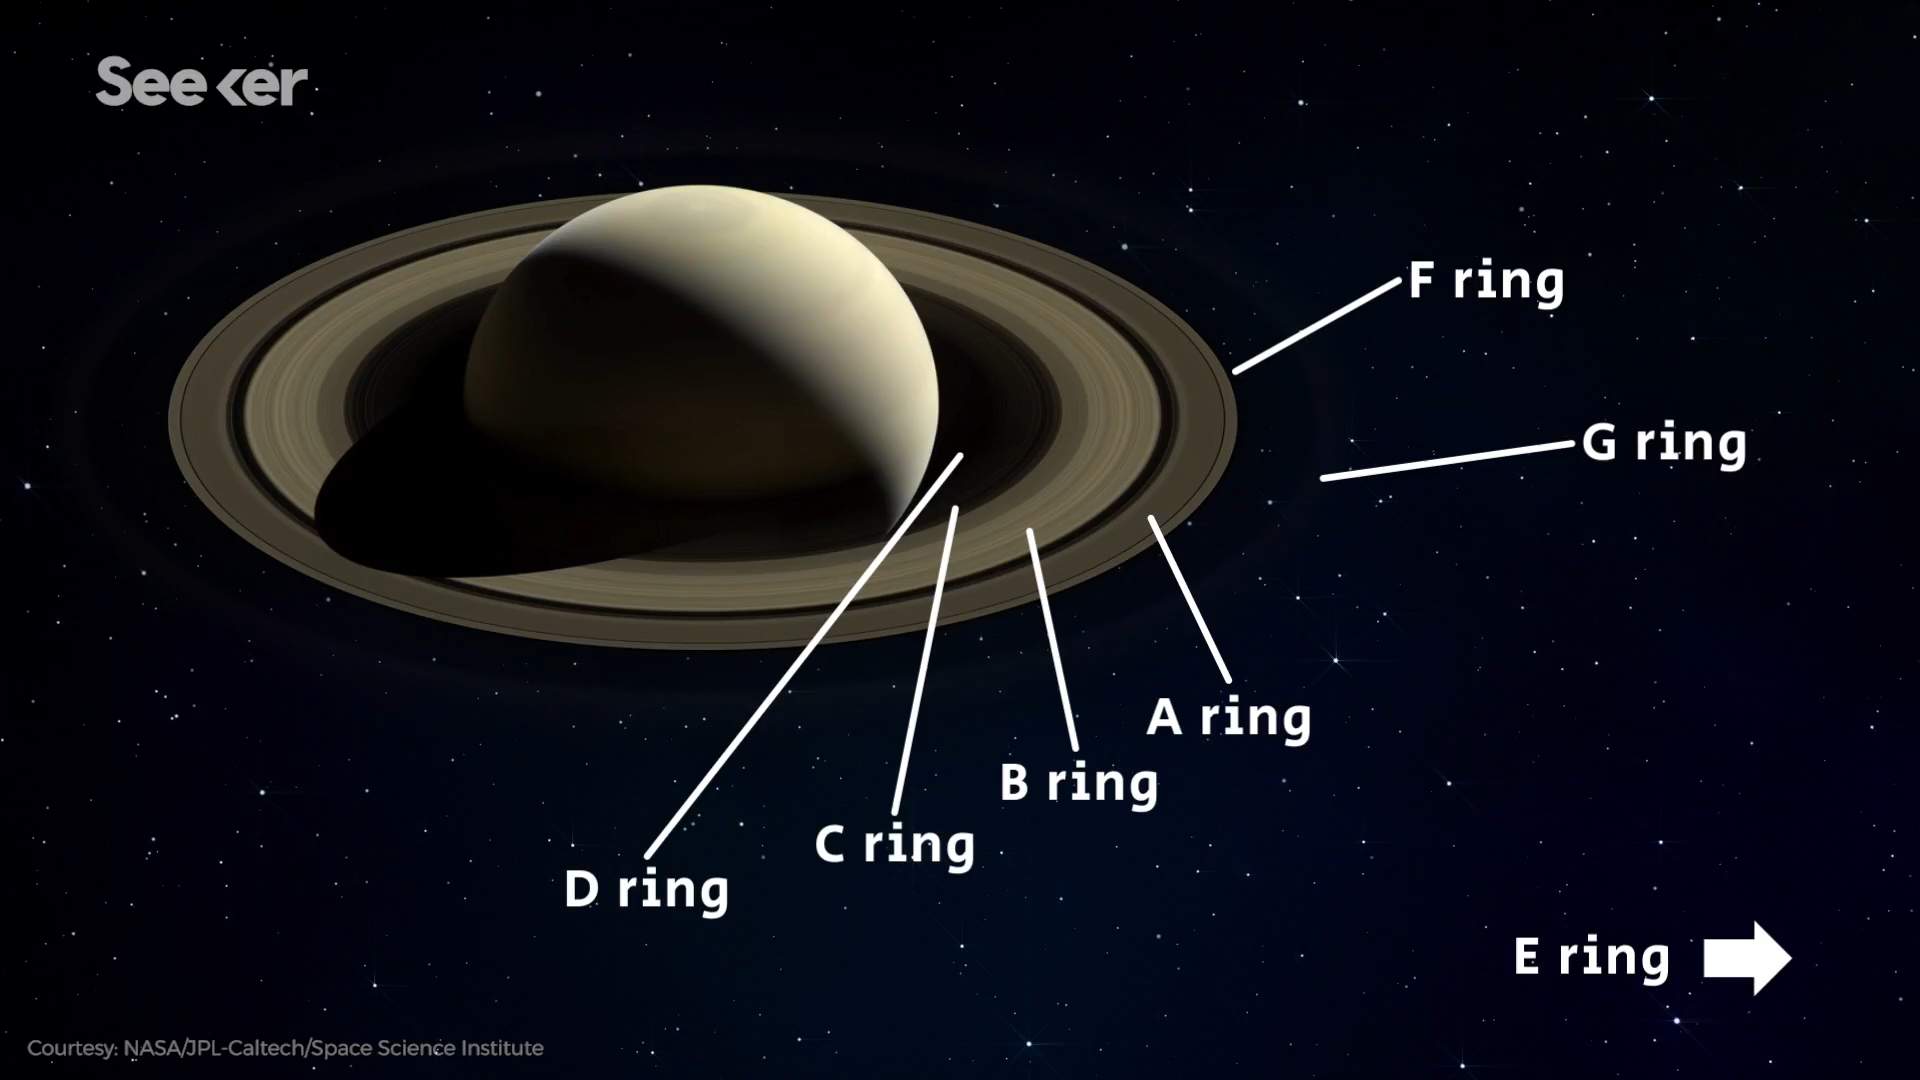 Seeker
F ring
G ring
A ring
B ring
C ring
D ring
E ring
Courtesy: NASA/JPL-Caltech/Space Science Institute